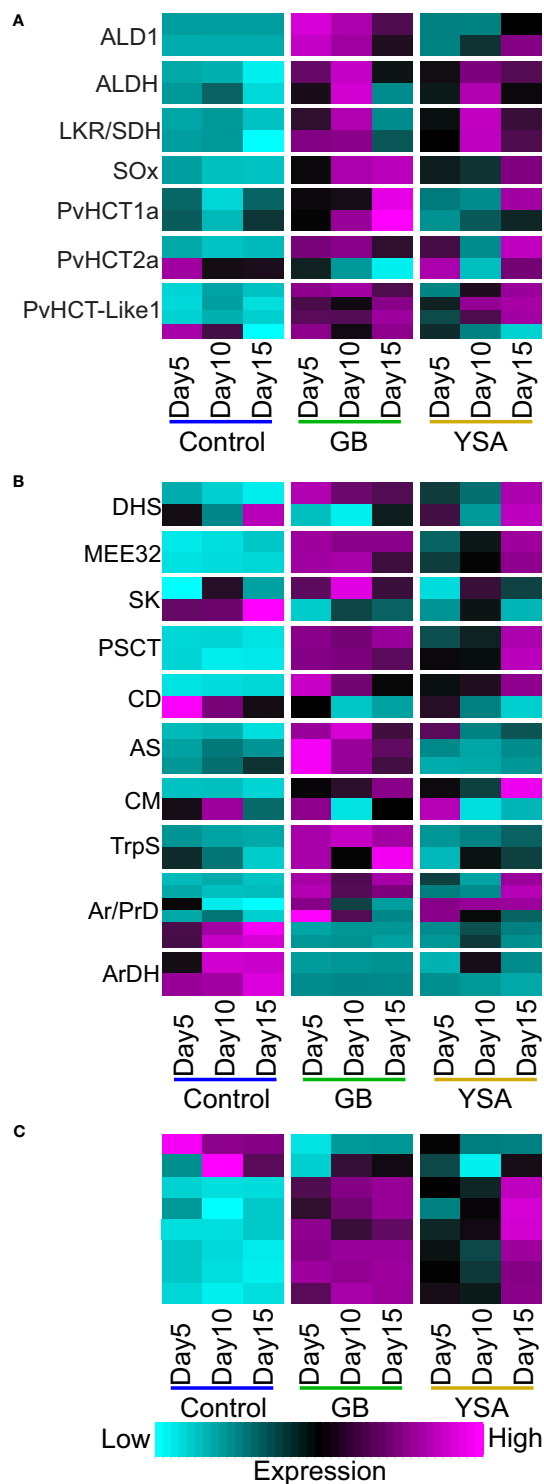 A
ALD1
ALDH
LKR/SDH
SOx
PvHCT1a
PvHCT2a
PvHCT-Like1
Day5 Day10 Day15 Day5 Day10 Day15 Day5 Day10 Day15
Control GB YSA
B
DHS
MEE32
SK
PSCT
CD
AS
CM
TrpS
Ar/PrD
ArDH
Day5 Day10 Day15 Day5 Day10 Day15 Day5 Day10 Day15
Control GB YSA
C
Day5 Day10 Day15 Day5 Day10 Day15 Day5 Day10 Day15
Control GB YSA
Low High
Expression